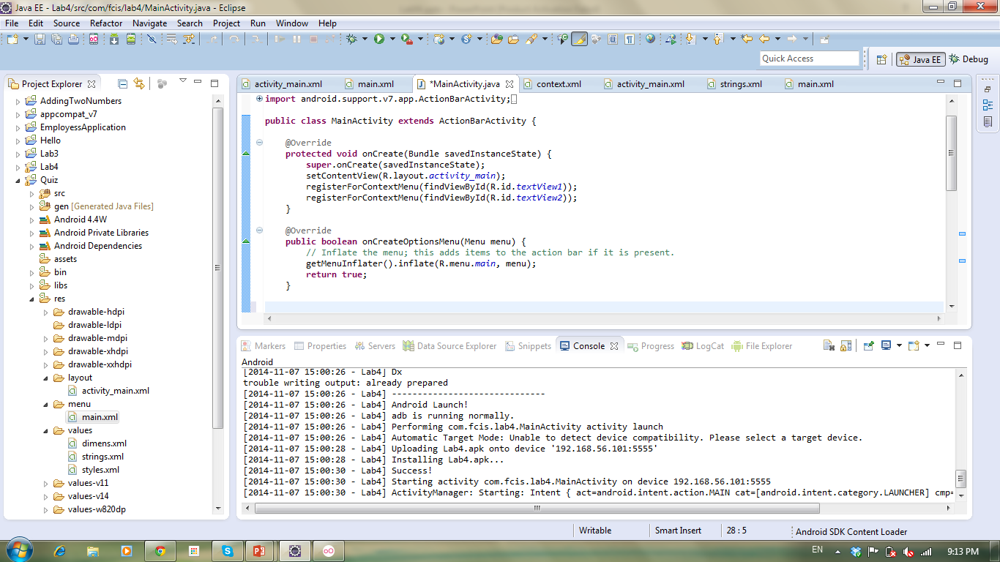 Java EE - Lab4/src/com/fcis/lab4/MainActivity.java - Eclipse
File Edit Source Refactor Navigate Search Project Run Window Help
Quick Access
Java EE
Debug
Project Explorer
AddingTwoNumbers
appcompat_v7
EmployessApplication
Hello
Lab3
Lab4
Quiz
src
gen [Generated Java Files]
Android 4.4W
Android Private Libraries
Android Dependencies
assets
bin
libs
res
drawable-hdpi
drawable-ldpi
drawable-mdpi
drawable-xhdpi
drawable-xxhdpi
layout
activity_main.xml
menu
main.xml
values
dimens.xml
strings.xml
styles.xml
values-v11
values-v14
values-w820dp
activity_main.xml main.xml *MainActivity.java context.xml activity_main.xml strings.xml main.xml
import android.support.v7.app.ActionBarActivity;
public class MainActivity extends ActionBarActivity {
@Override
protected void onCreate(Bundle savedInstanceState) {
super.onCreate(savedInstanceState);
setContentView(R.layout.activity_main);
registerForContextMenu(findViewById(R.id.textView1));
registerForContextMenu(findViewById(R.id.textView2));
}
@Override
public boolean onCreateOptionsMenu(Menu menu) {
// Inflate the menu; this adds items to the action bar if it is present.
getMenuInflater().inflate(R.menu.main, menu);
return true;
}
Markers Properties Servers Data Source Explorer Snippets Console Progress LogCat File Explorer
Android
[2014-11-07 15:00:26 - Lab4] Dx
trouble writing output: already prepared
[2014-11-07 15:00:26 - Lab4] ------------------------------
[2014-11-07 15:00:26 - Lab4] Android Launch!
[2014-11-07 15:00:26 - Lab4] adb is running normally.
[2014-11-07 15:00:26 - Lab4] Performing com.fcis.lab4.MainActivity activity launch
[2014-11-07 15:00:26 - Lab4] Automatic Target Mode: Unable to detect device compatibility. Please select a target device.
[2014-11-07 15:00:28 - Lab4] Uploading Lab4.apk onto device '192.168.56.101:5555'
[2014-11-07 15:00:28 - Lab4] Installing Lab4.apk...
[2014-11-07 15:00:30 - Lab4] Success!
[2014-11-07 15:00:30 - Lab4] Starting activity com.fcis.lab4.MainActivity on device 192.168.56.101:5555
[2014-11-07 15:00:30 - Lab4] ActivityManager: Starting: Intent { act=android.intent.action.MAIN cat=[android.intent.category.LAUNCHER] cmp=
Writable
Smart Insert
28 : 5
Android SDK Content Loader
EN
9:13 PM